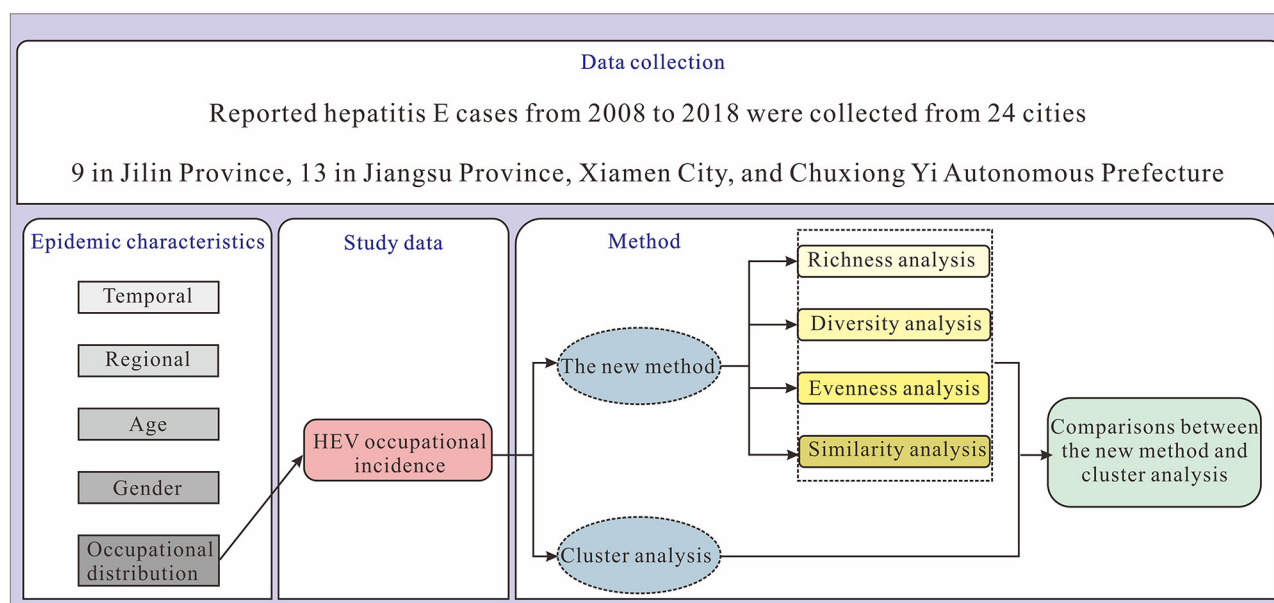 Data collection
Reported hepatitis E cases from 2008 to 2018 were collected from 24 cities
9 in Jilin Province, 13 in Jiangsu Province, Xiamen City, and Chuxiong Yi Autonomous Prefecture
Epidemic characteristics
Temporal
Regional
Age
Gender
Occupational
distribution
Study data
HEV occupational
incidence
Method
The new method
Cluster analysis
Richness analysis
Diversity analysis
Evenness analysis
Similarity analysis
Comparisons between
the new method and
cluster analysis